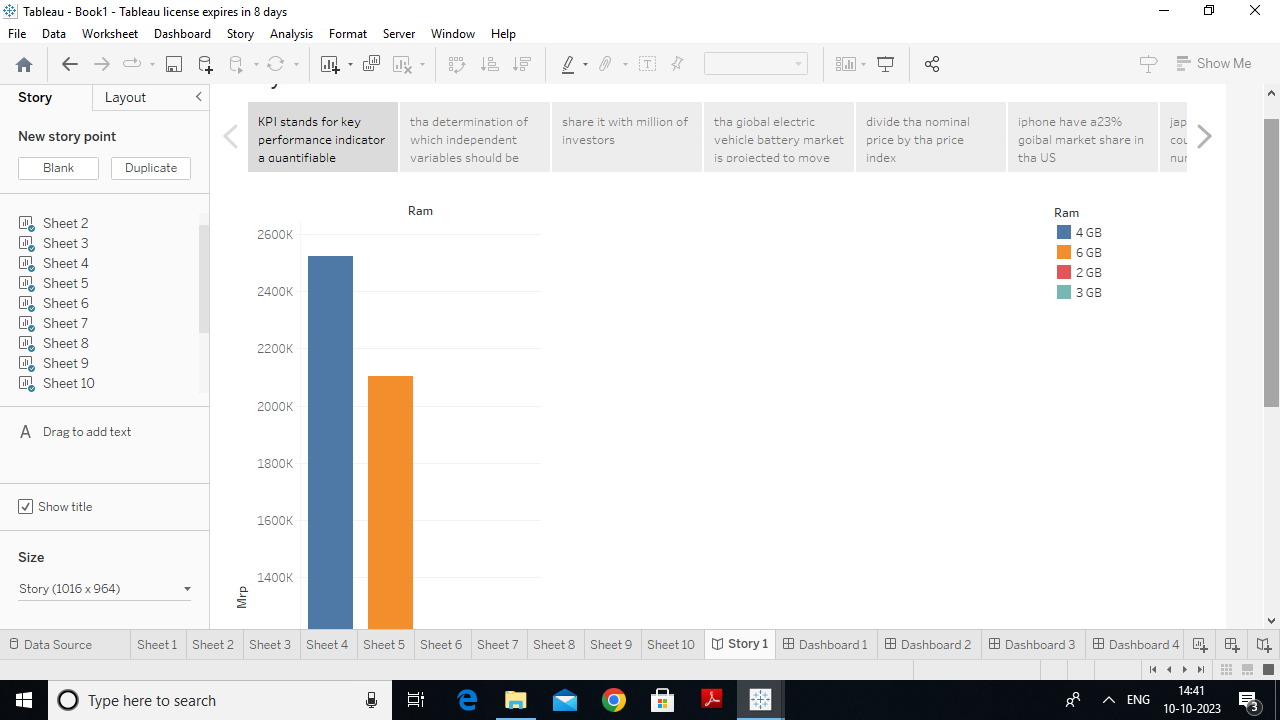 Tableau - Book1 - Tableau license expires in 8 days
File Data Worksheet Dashboard Story Analysis Format Server Window Help
Show Me
Story Layout
New story point
Blank Duplicate
Sheet 2
Sheet 3
Sheet 4
Sheet 5
Sheet 6
Sheet 7
Sheet 8
Sheet 9
Sheet 10
A Drag to add text
Show title
Size
Story (1016 x 964)
KPI stands for key
performance indicator
a quantifiable
tha determination of
which independent
variables should be
share it with million of
investors
tha giobal electric
vehicle battery market
is projected to move
divide tha nominal
price by tha price
index
iphone have a23%
goibal market share in
tha US
Ram
2600K
2400K
2200K
2000K
1800K
1600K
1400K
Mrp
Ram
4 GB
6 GB
2 GB
3 GB
Data Source Sheet 1 Sheet 2 Sheet 3 Sheet 4 Sheet 5 Sheet 6 Sheet 7 Sheet 8 Sheet 9 Sheet 10 Story 1 Dashboard 1 Dashboard 2 Dashboard 3 Dashboard 4
Type here to search
ENG
14:41
10-10-2023
3